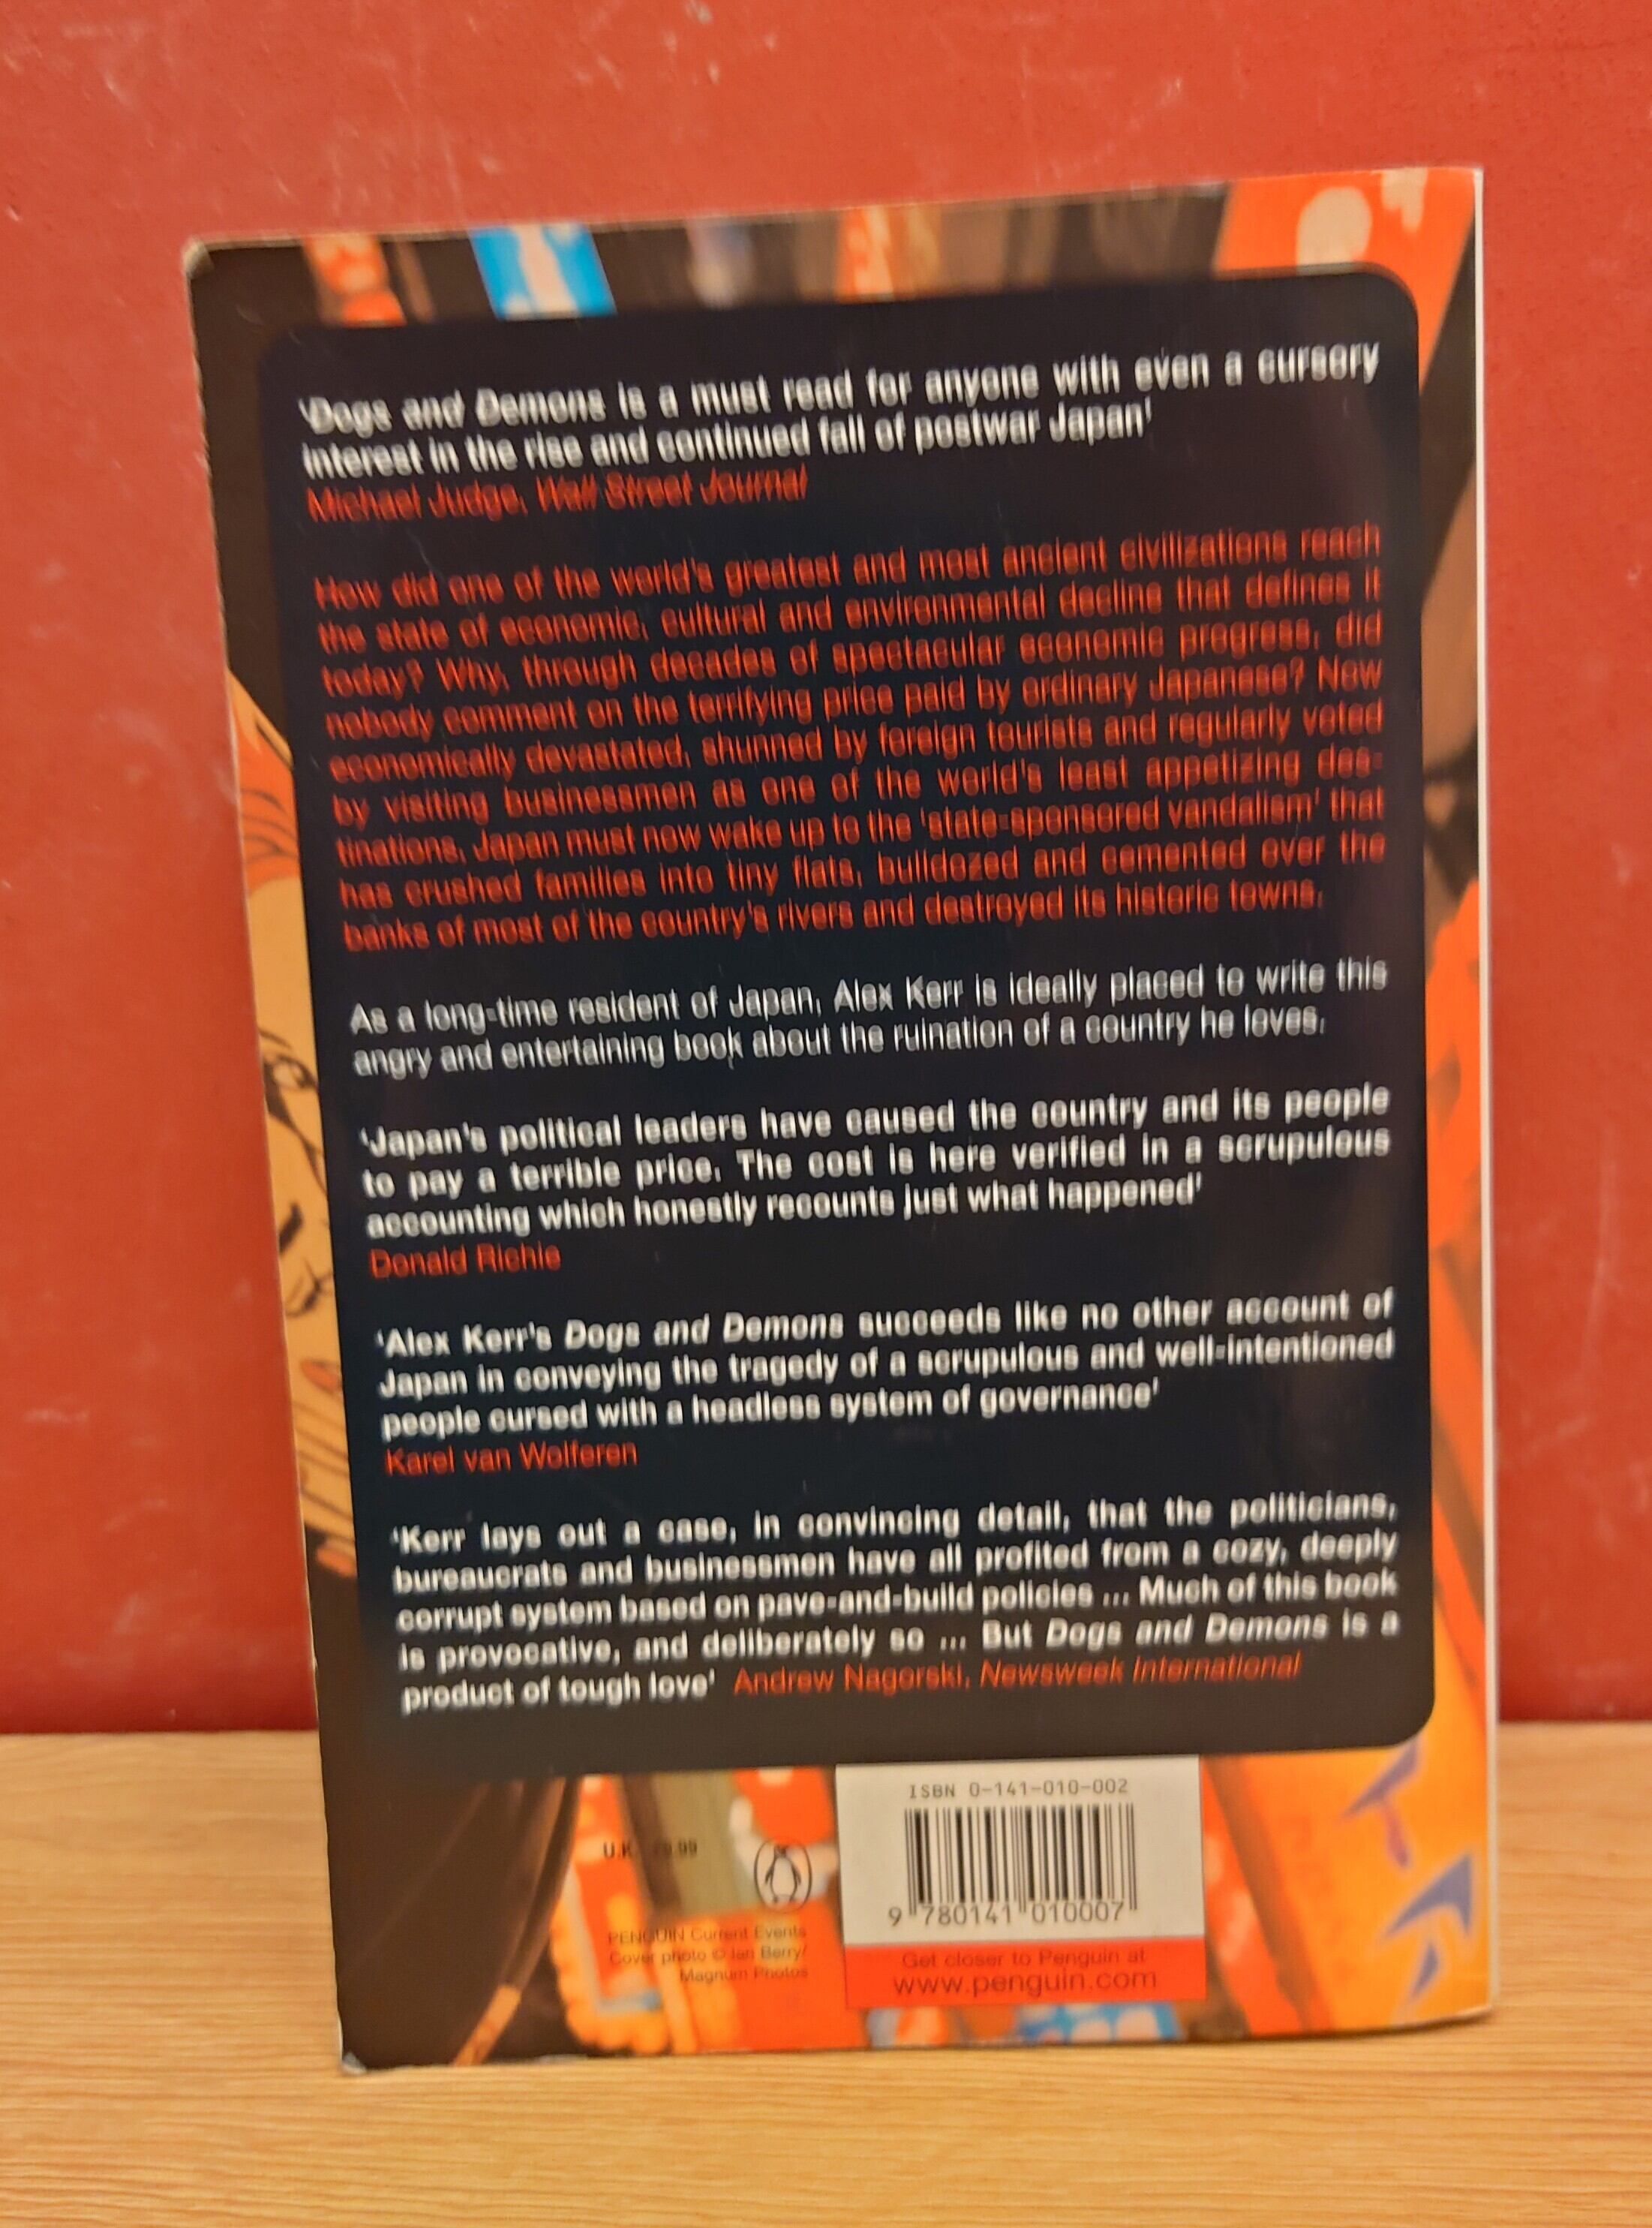 'Dogs and Demons is a must read for anyone with even a cursory
interest in the rise and continued fall of postwar Japan'
Michael Judge, Wall Street Journal
How did one of the world's greatest and most ancient civilizations reach
the state of economic, cultural and environmental decline that defines it
today? Why, through decades of spectacular economic progress, did
nobody comment on the terrifying price paid by ordinary Japanese? Now
economically devastated, shunned by foreign tourists and regularly voted
by visiting businessmen as one of the world's least appetizing des-
tinations, Japan must now wake up to the 'state-sponsored vandalism' that
has crushed families into tiny flats, bulldozed and cemented over the
banks of most of the country's rivers and destroyed its historic towns.
As a long-time resident of Japan, Alex Kerr is ideally placed to write this
angry and entertaining book about the ruination of a country he loves.
'Japan's political leaders have caused the country and its people
to pay a terrible price. The cost is here verified in a scrupulous
accounting which honestly recounts just what happened'
Donald Richie
'Alex Kerr's Dogs and Demons succeeds like no other account of
Japan in conveying the tragedy of a scrupulous and well-intentioned
people cursed with a headless system of governance'
Karel van Wolferen
'Kerr lays out a case, in convincing detail, that the politicians,
bureaucrats and businessmen have all profited from a cozy, deeply
corrupt system based on pave-and-build policies ... Much of this book
is provocative, and deliberately so ... But Dogs and Demons is a
product of tough love' Andrew Nagorski, Newsweek International
U.K.
PENGUIN Current Events
Cover photo © Ian Berry/
Magnum Photos
ISBN 0-141-010-002
9 780141 010007
Get closer to Penguin at
www.penguin.com